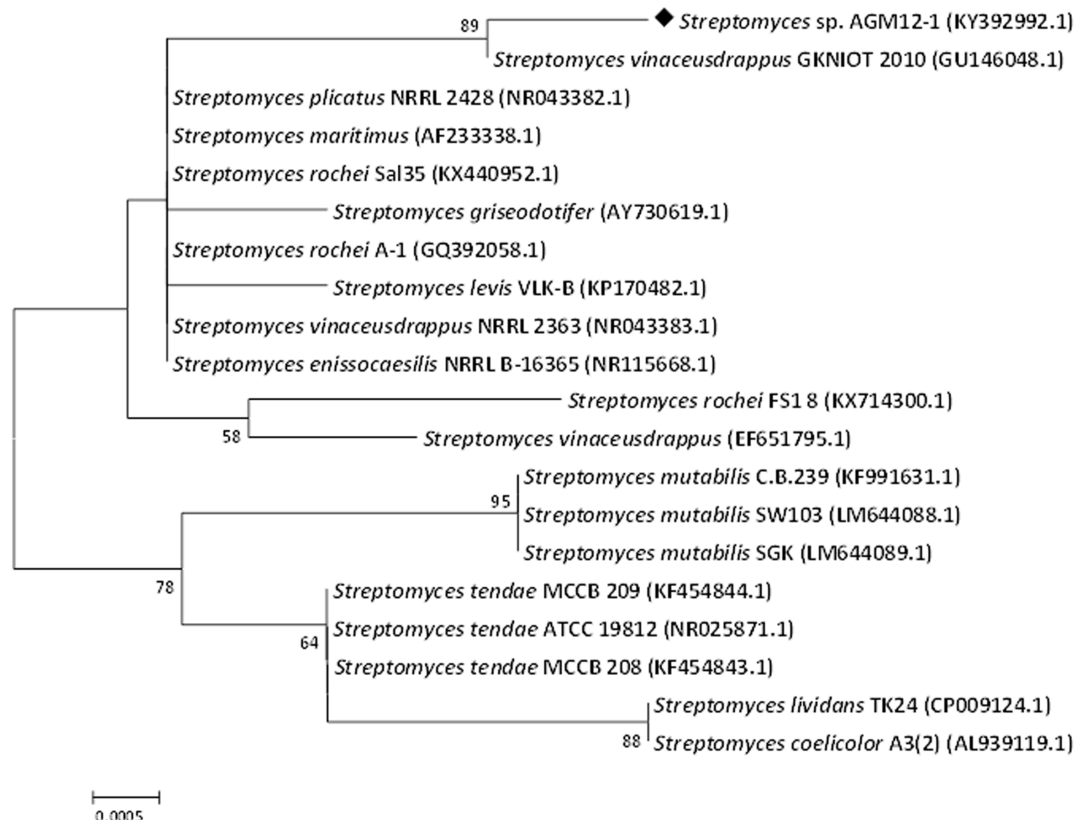 89
Streptomyces sp. AGM12-1 (KY392992.1)
Streptomyces vinaceusdrappus GKNIOT 2010 (GU146048.1)
Streptomyces plicatus NRRL 2428 (NR043382.1)
Streptomyces maritimus (AF233338.1)
Streptomyces rochei Sal35 (KX440952.1)
Streptomyces griseodotifer (AY730619.1)
Streptomyces rochei A-1 (GQ392058.1)
Streptomyces levis VLK-B (KP170482.1)
Streptomyces vinaceusdrappus NRRL 2363 (NR043383.1)
Streptomyces enissocaesilis NRRL B-16365 (NR115668.1)
Streptomyces rochei FS1 8 (KX714300.1)
58
Streptomyces vinaceusdrappus (EF651795.1)
Streptomyces mutabilis C.B.239 (KF991631.1)
95
Streptomyces mutabilis SW103 (LM644088.1)
Streptomyces mutabilis SGK (LM644089.1)
78
Streptomyces tendae MCCB 209 (KF454844.1)
Streptomyces tendae ATCC 19812 (NR025871.1)
64
Streptomyces tendae MCCB 208 (KF454843.1)
Streptomyces lividans TK24 (CP009124.1)
88
Streptomyces coelicolor A3(2) (AL939119.1)
0.0005